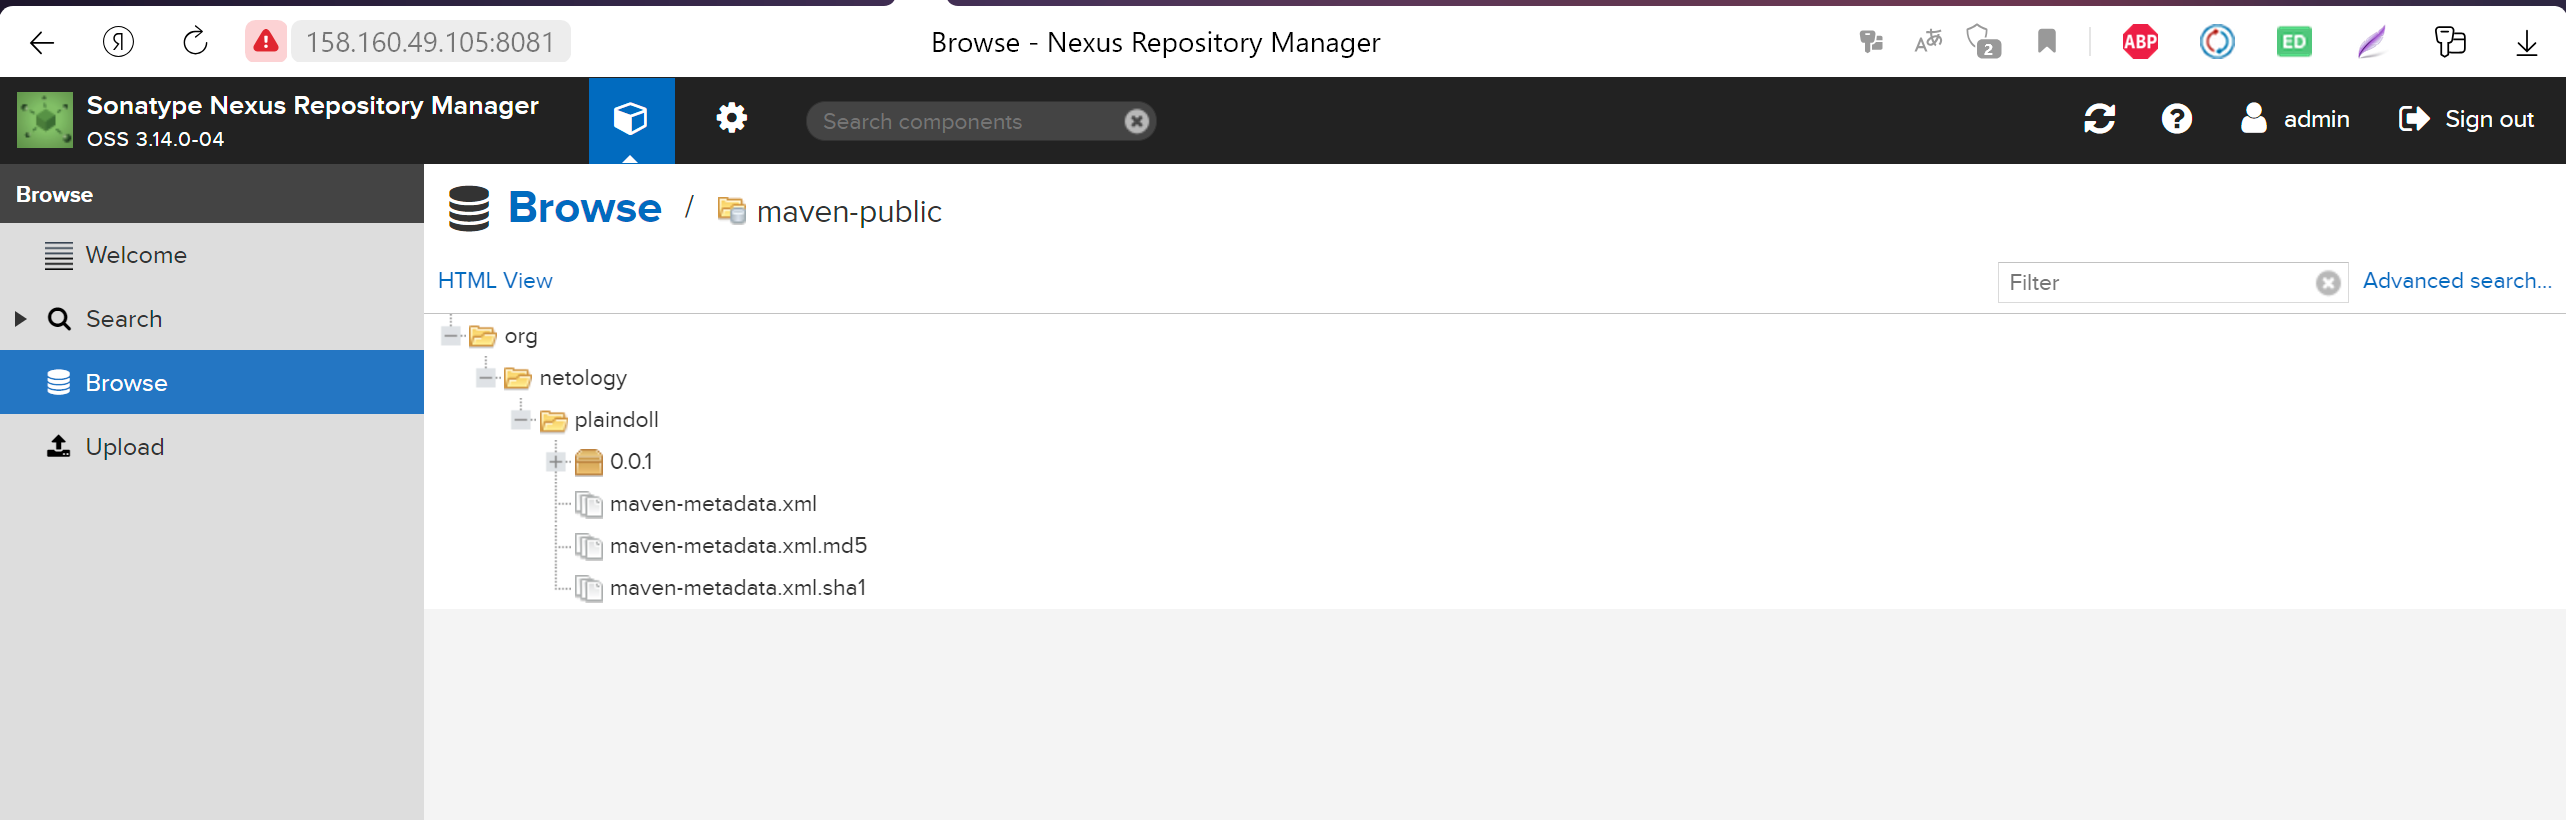 158.160.49.105:8081
Browse - Nexus Repository Manager
2
ABP
ED
Sonatype Nexus Repository Manager
OSS 3.14.0-04
Search components
admin
Sign out
Browse
Welcome
Search
Browse
Upload
Browse / maven-public
HTML View
Filter
Advanced search...
org
netology
plaindoll
0.0.1
maven-metadata.xml
maven-metadata.xml.md5
maven-metadata.xml.sha1